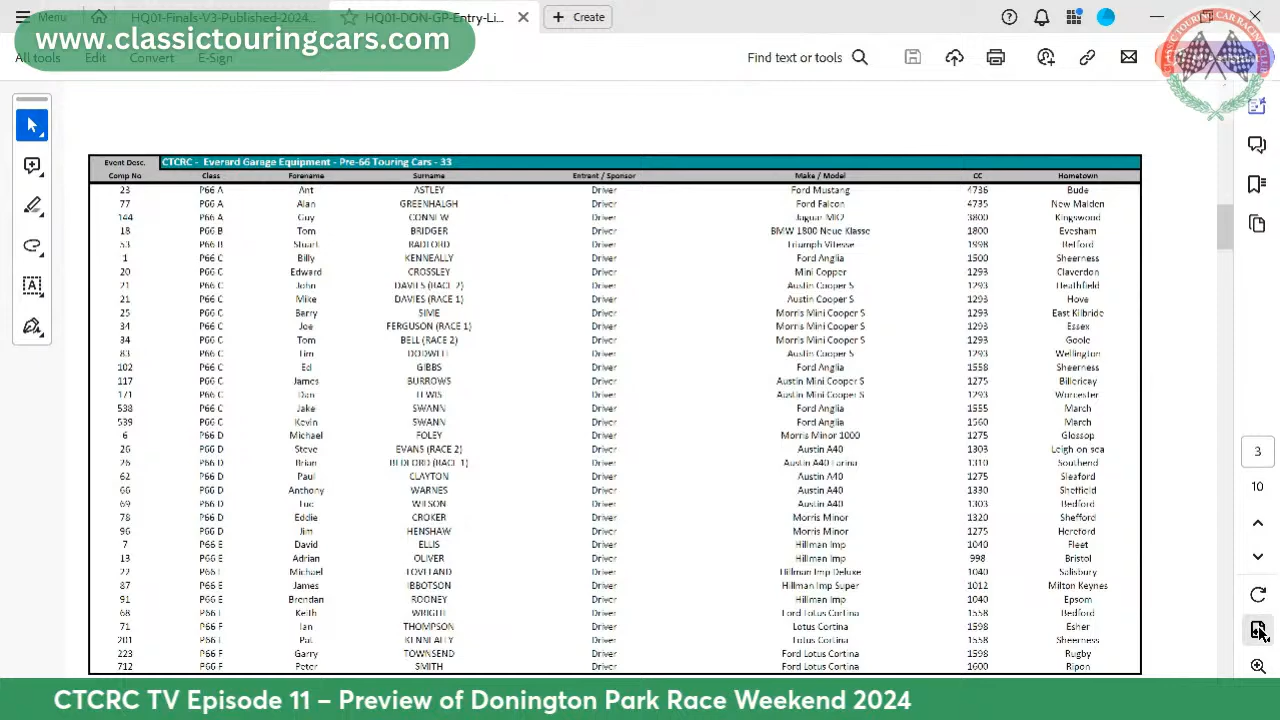 Menu HQ01-Finals-V3-Published-2024... HQ01-DON-GP-Entry-Li... Create
www.classictouringcars.com
All tools Edit Convert E-Sign Find text or tools
Event Desc. CTCRC - Everard Garage Equipment - Pre-66 Touring Cars - 33
Comp No Class Forename Surname Entrant / Sponsor Make / Model CC Hometown
23 P66 A Ant ASTLEY Driver Ford Mustang 4736 Bude
77 P66 A Alan GREENHALGH Driver Ford Falcon 4735 New Malden
144 P66 A Guy CONNEW Driver Jaguar MK2 3800 Kingswood
18 P66 B Tom BRIDGER Driver BMW 1800 Neue Klasse 1800 Evesham
53 P66 B Stuart RADFORD Driver Triumph Vitesse 1998 Retford
1 P66 C Billy KENNEALLY Driver Ford Anglia 1500 Sheerness
20 P66 C Edward CROSSLEY Driver Mini Copper 1293 Claverdon
21 P66 C John DAVIES (RACE 2) Driver Austin Cooper S 1293 Heathfield
21 P66 C Mike DAVIES (RACE 1) Driver Austin Cooper S 1293 Hove
25 P66 C Barry SIME Driver Morris Mini Cooper S 1293 East Kilbride
34 P66 C Joe FERGUSON (RACE 1) Driver Morris Mini Cooper S 1293 Essex
34 P66 C Tom BELL (RACE 2) Driver Morris Mini Cooper S 1293 Goole
83 P66 C Tim DODWELL Driver Austin Cooper S 1293 Wellington
102 P66 C Ed GIBBS Driver Ford Anglia 1558 Sheerness
117 P66 C James BURROWS Driver Austin Mini Cooper S 1275 Billericay
171 P66 C Dan LEWIS Driver Austin Mini Cooper S 1293 Worcester
538 P66 C Jake SWANN Driver Ford Anglia 1555 March
539 P66 C Kevin SWANN Driver Ford Anglia 1560 March
6 P66 D Michael FOLEY Driver Morris Minor 1000 1275 Glossop
26 P66 D Steve EVANS (RACE 2) Driver Austin A40 1303 Leigh on sea
26 P66 D Brian BEDFORD (RACE 1) Driver Austin A40 Farina 1310 Southend
62 P66 D Paul CLAYTON Driver Austin A40 1275 Sleaford
66 P66 D Anthony WARNES Driver Austin A40 1330 Sheffield
69 P66 D Luc WILSON Driver Austin A40 1303 Bedford
78 P66 D Eddie CROKER Driver Morris Minor 1320 Shefford
96 P66 D Jim HENSHAW Driver Morris Minor 1275 Hereford
7 P66 E David ELLIS Driver Hillman Imp 1040 Fleet
13 P66 E Adrian OLIVER Driver Hillman Imp 998 Bristol
22 P66 E Michael LOVELAND Driver Hillman Imp Deluxe 1040 Salisbury
87 P66 E James IBBOTSON Driver Hillman Imp Super 1012 Milton Keynes
91 P66 E Brendan ROONEY Driver Hillman Imp 1040 Epsom
68 P66 F Keith WRIGHT Driver Ford Lotus Cortina 1558 Bedford
71 P66 F Ian THOMPSON Driver Lotus Cortina 1598 Esher
201 P66 F Pat KENNEALLY Driver Lotus Cortina 1558 Sheerness
223 P66 F Garry TOWNSEND Driver Ford Lotus Cortina 1598 Rugby
712 P66 F Peter SMITH Driver Ford Lotus Cortina 1600 Ripon
3
10
CTCRC TV Episode 11 – Preview of Donington Park Race Weekend 2024